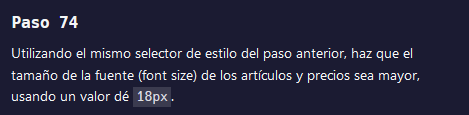 Paso 74
Utilizando el mismo selector de estilo del paso anterior, haz que el
tamaño de la fuente (font size) de los artículos y precios sea mayor,
usando un valor dé 18px.